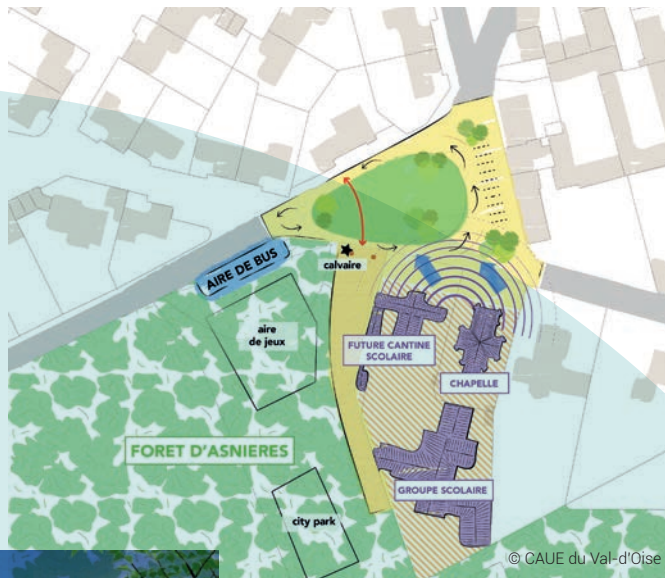 AIRE DE BUS
calvaire
aire
de jeux
FUTURE CANTINE
SCOLAIRE
CHAPELLE
FORET D'ASNIERES
GROUPE SCOLAIRE
city park
© CAUE du Val-d'Oise